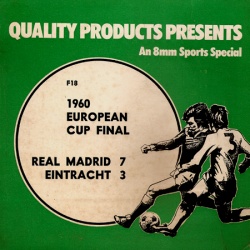 QUALITY PRODUCTS PRESENTS
An 8mm Sports Special
F18
1960
EUROPEAN
CUP FINAL
REAL MADRID 7
EINTRACHT 3